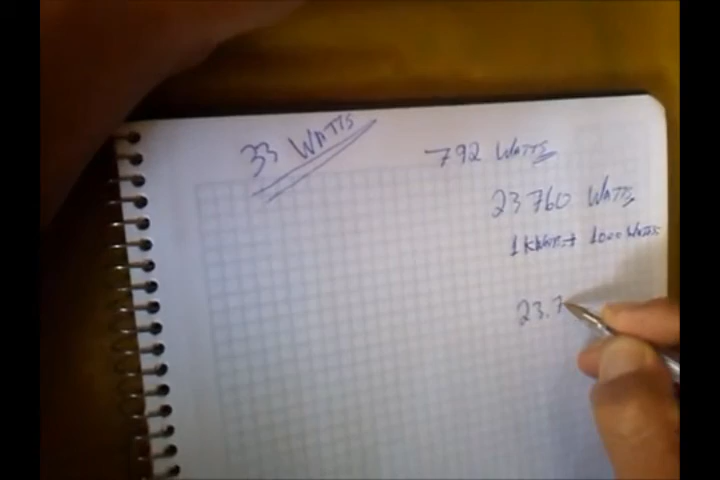 33 WATTS
792 WATTS
23760 WATTS
1 KWATT → 1000 WATTS
23.7